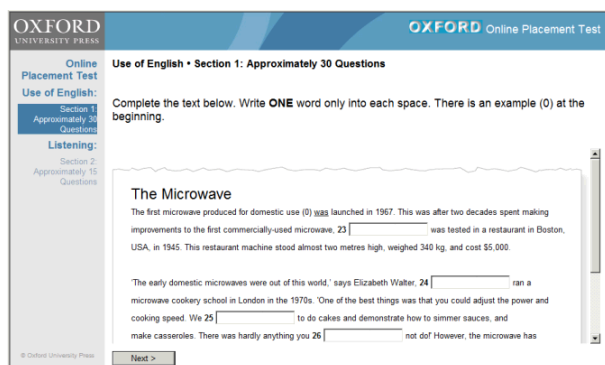 OXFORD
UNIVERSITY PRESS
OXFORD Online Placement Test
Online
Placement Test
Use of English:
Section 1:
Approximately 30
Questions
Listening:
Section 2:
Approximately 15
Questions
Use of English • Section 1: Approximately 30 Questions
Complete the text below. Write ONE word only into each space. There is an example (0) at the
beginning.
The Microwave
The first microwave produced for domestic use (0) was launched in 1967. This was after two decades spent making
improvements to the first commercially-used microwave, 23 was tested in a restaurant in Boston,
USA, in 1945. This restaurant machine stood almost two metres high, weighed 340 kg, and cost $5,000.
'The early domestic microwaves were out of this world,' says Elizabeth Walter, 24 ran a
microwave cookery school in London in the 1970s. 'One of the best things was that you could adjust the power and
cooking speed. We 25 to do cakes and demonstrate how to simmer sauces, and
make casseroles. There was hardly anything you 26 not do!' However, the microwave has
© Oxford University Press
Next >